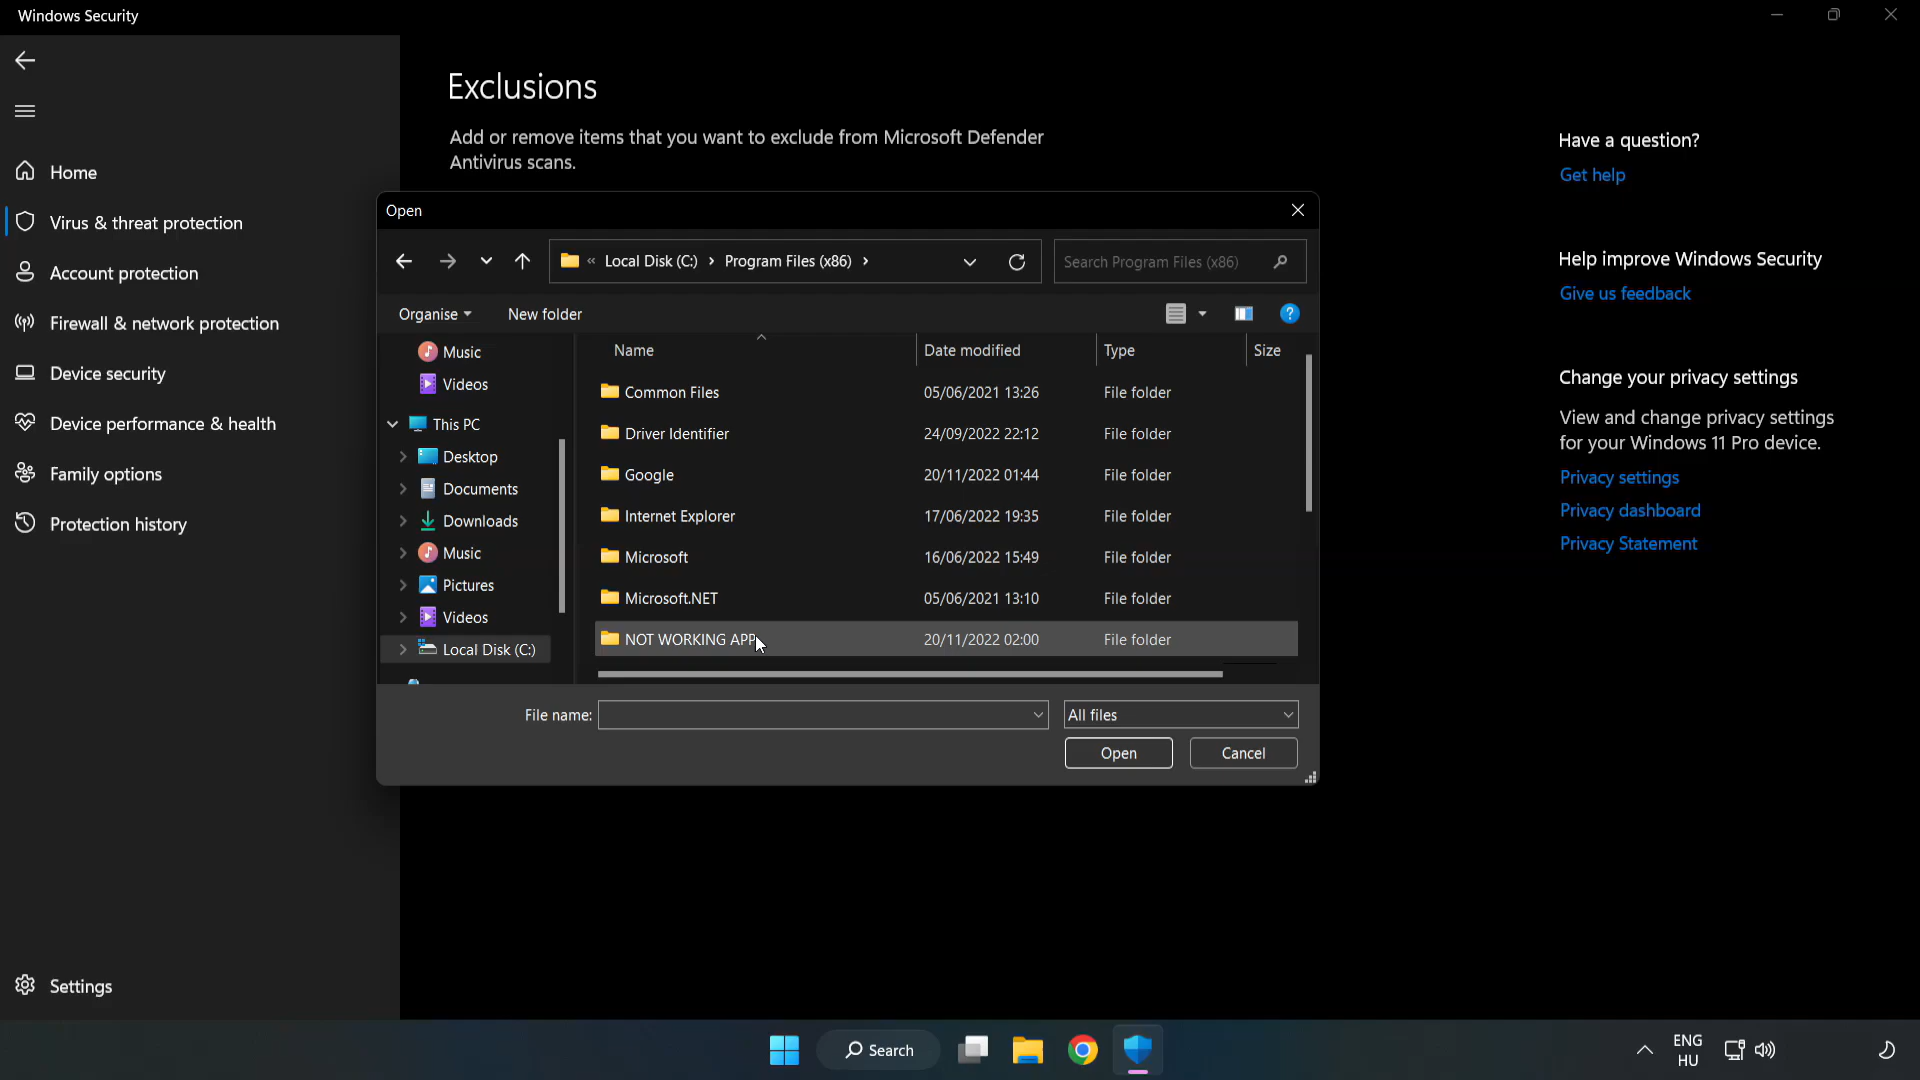 Windows Security
Exclusions
Add or remove items that you want to exclude from Microsoft Defender
Antivirus scans.
Home
Virus & threat protection
Account protection
Firewall & network protection
Device security
Device performance & health
Family options
Protection history
Settings
Open
« Local Disk (C:) > Program Files (x86) >
Search Program Files (x86)
Organise
New folder
Music
Videos
This PC
Desktop
Documents
Downloads
Music
Pictures
Videos
Local Disk (C:)
Name Date modified Type Size
Common Files 05/06/2021 13:26 File folder
Driver Identifier 24/09/2022 22:12 File folder
Google 20/11/2022 01:44 File folder
Internet Explorer 17/06/2022 19:35 File folder
Microsoft 16/06/2022 15:49 File folder
Microsoft.NET 05/06/2021 13:10 File folder
NOT WORKING APP 20/11/2022 02:00 File folder
File name:
All files
Open
Cancel
Have a question?
Get help
Help improve Windows Security
Give us feedback
Change your privacy settings
View and change privacy settings
for your Windows 11 Pro device.
Privacy settings
Privacy dashboard
Privacy Statement
Search
ENG
HU